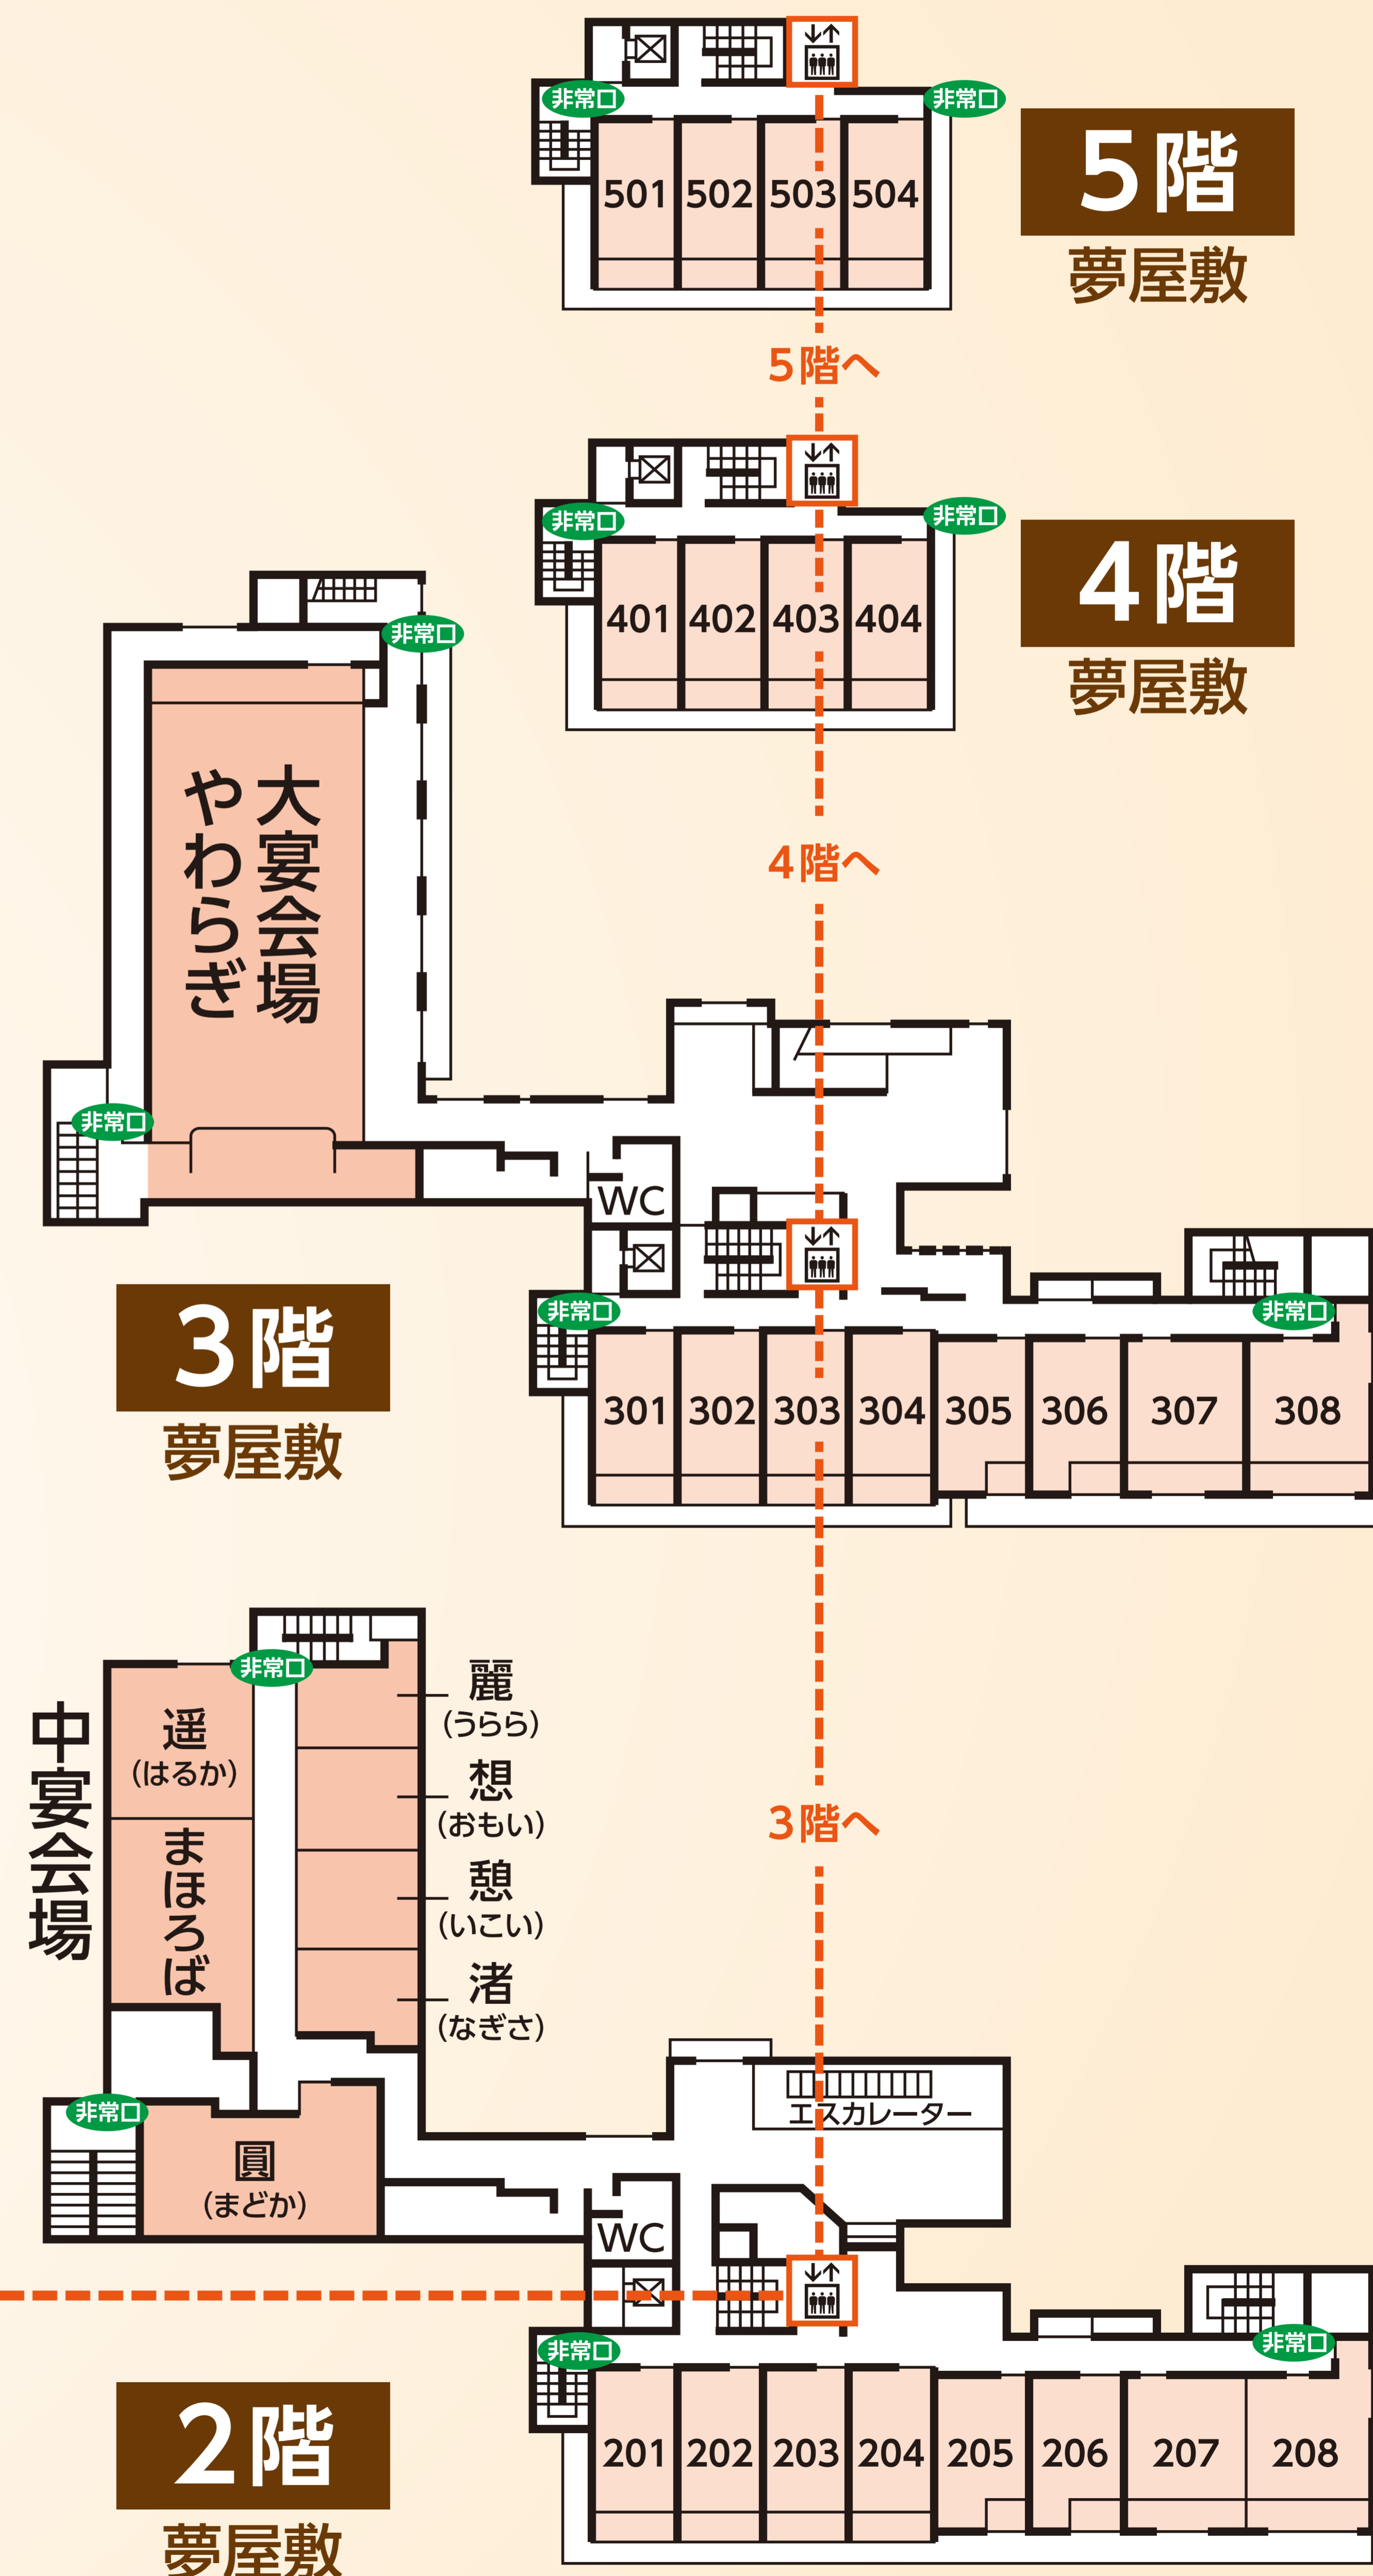 非常口
非常口
501 502 503 504
5階
夢屋敷
5階へ
非常口
非常口
401 402 403 404
4階
夢屋敷
4階へ
非常口
大宴会場
やわらぎ
非常口
WC
非常口
非常口
301 302 303 304 305 306 307 308
3階
夢屋敷
3階へ
非常口
中宴会場
遥
(はるか)
まほろば
麗
(うらら)
想
(おもい)
憩
(いこい)
渚
(なぎさ)
非常口
圓
(まどか)
エスカレーター
WC
非常口
非常口
201 202 203 204 205 206 207 208
2階
夢屋敷